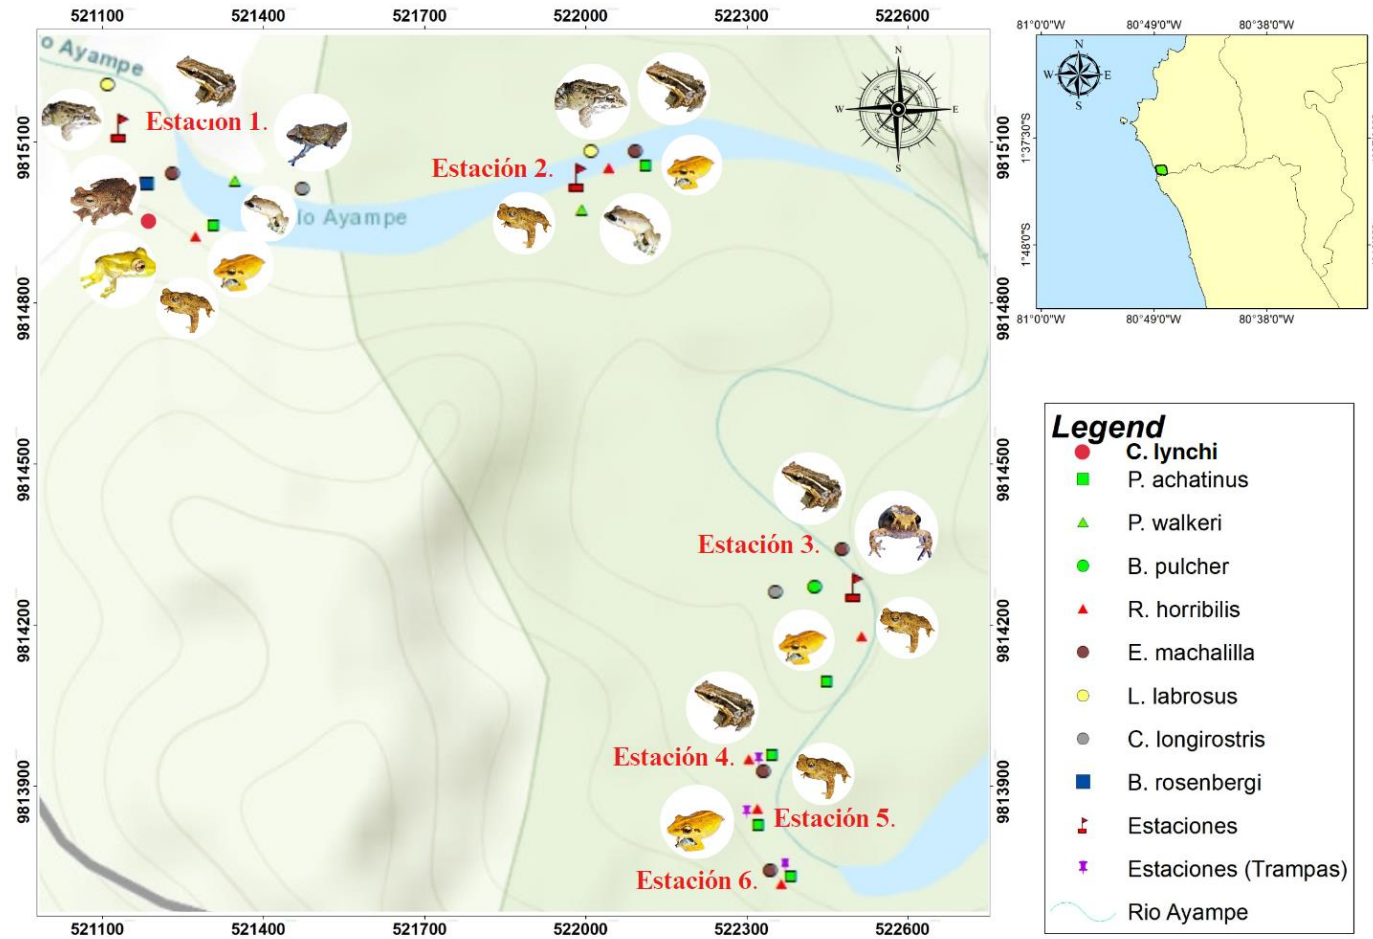 521100 521400 521700 522000 522300 522600
81°0'0"W 80°49'0"W 80°38'0"W
o Ayampe
N
W E
S
N
W E
S
Estación 1.
9815100
9815100
1°37'30"S
Estación 2.
io Ayampe
1°48'0"S
9814800
9814800
81°0'0"W 80°49'0"W 80°38'0"W
Legend
C. lynchi
P. achatinus
P. walkeri
B. pulcher
R. horribilis
E. machalilla
L. labrosus
C. longirostris
B. rosenbergi
Estaciones
Estaciones (Trampas)
Rio Ayampe
9814500
9814500
Estación 3.
9814200
9814200
Estación 4.
9813900
9813900
Estación 5.
Estación 6.
521100 521400 521700 522000 522300 522600